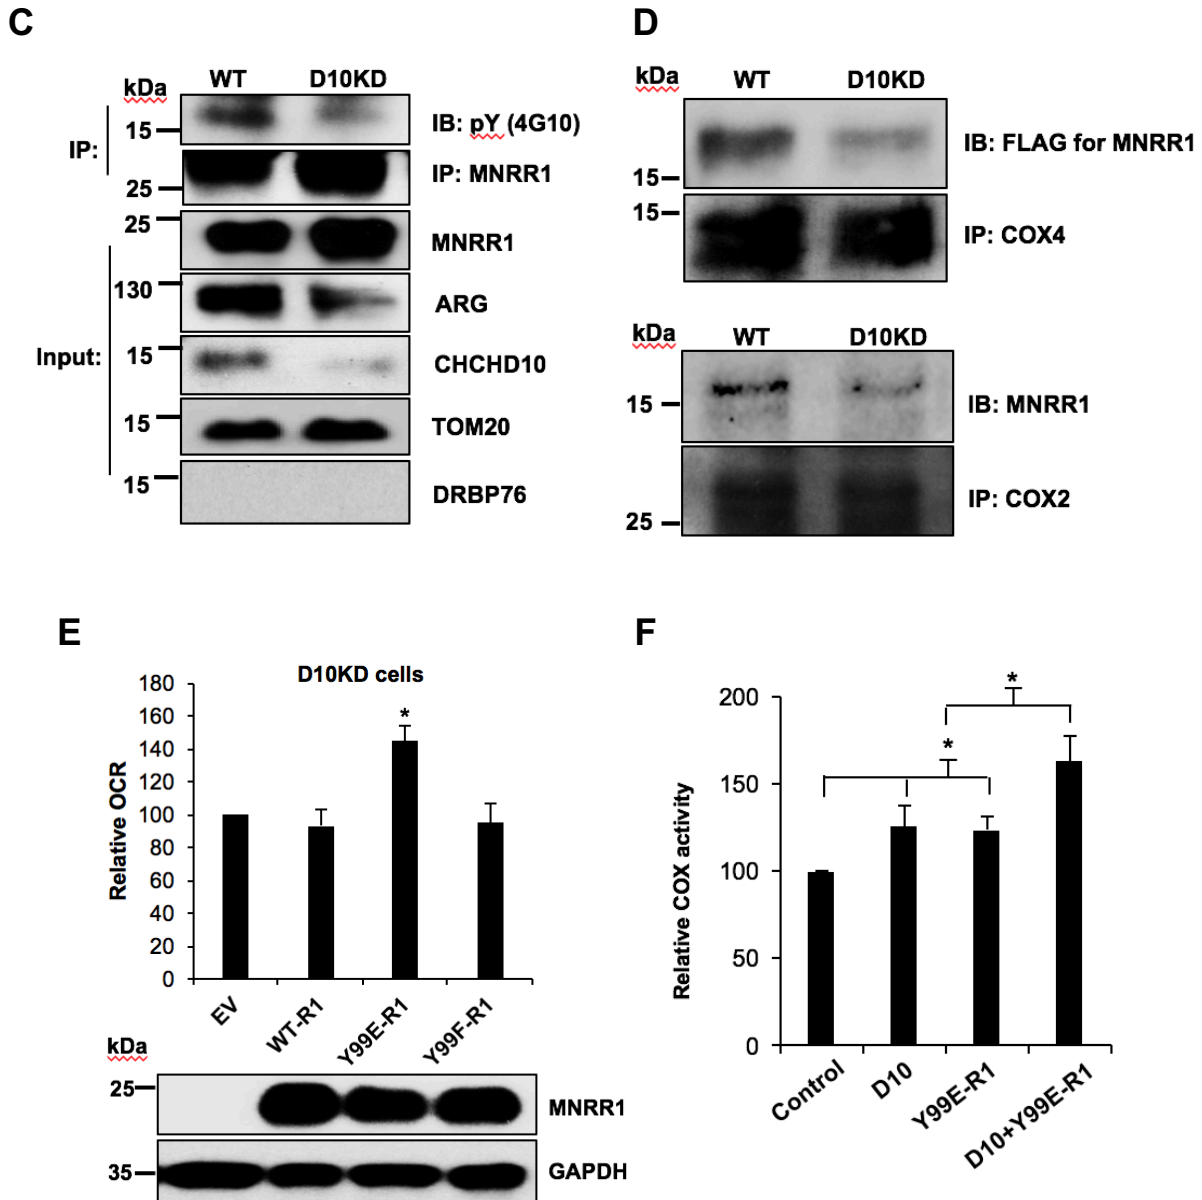 C
kDa WT D10KD
15 IB: pY (4G10)
IP:
25 IP: MNRR1
25 MNRR1
130 ARG
Input: 15 CHCHD10
15 TOM20
15 DRBP76
D
kDa WT D10KD
15 IB: FLAG for MNRR1
15 IP: COX4
kDa WT D10KD
15 IB: MNRR1
25 IP: COX2
E
D10KD cells
Relative OCR
180
160
140
120
100
80
60
40
20
0
*
EV WT-R1 Y99E-R1 Y99F-R1
kDa
25 MNRR1
35 GAPDH
F
Relative COX activity
200
150
100
50
0
*
*
Control D10 Y99E-R1 D10+Y99E-R1